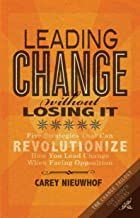 LEADING
CHANGE
without
LOSING IT
Five Strategies That Can
REVOLUTIONIZE
How You Lead Change
When Facing Opposition
CAREY NIEUWHOF